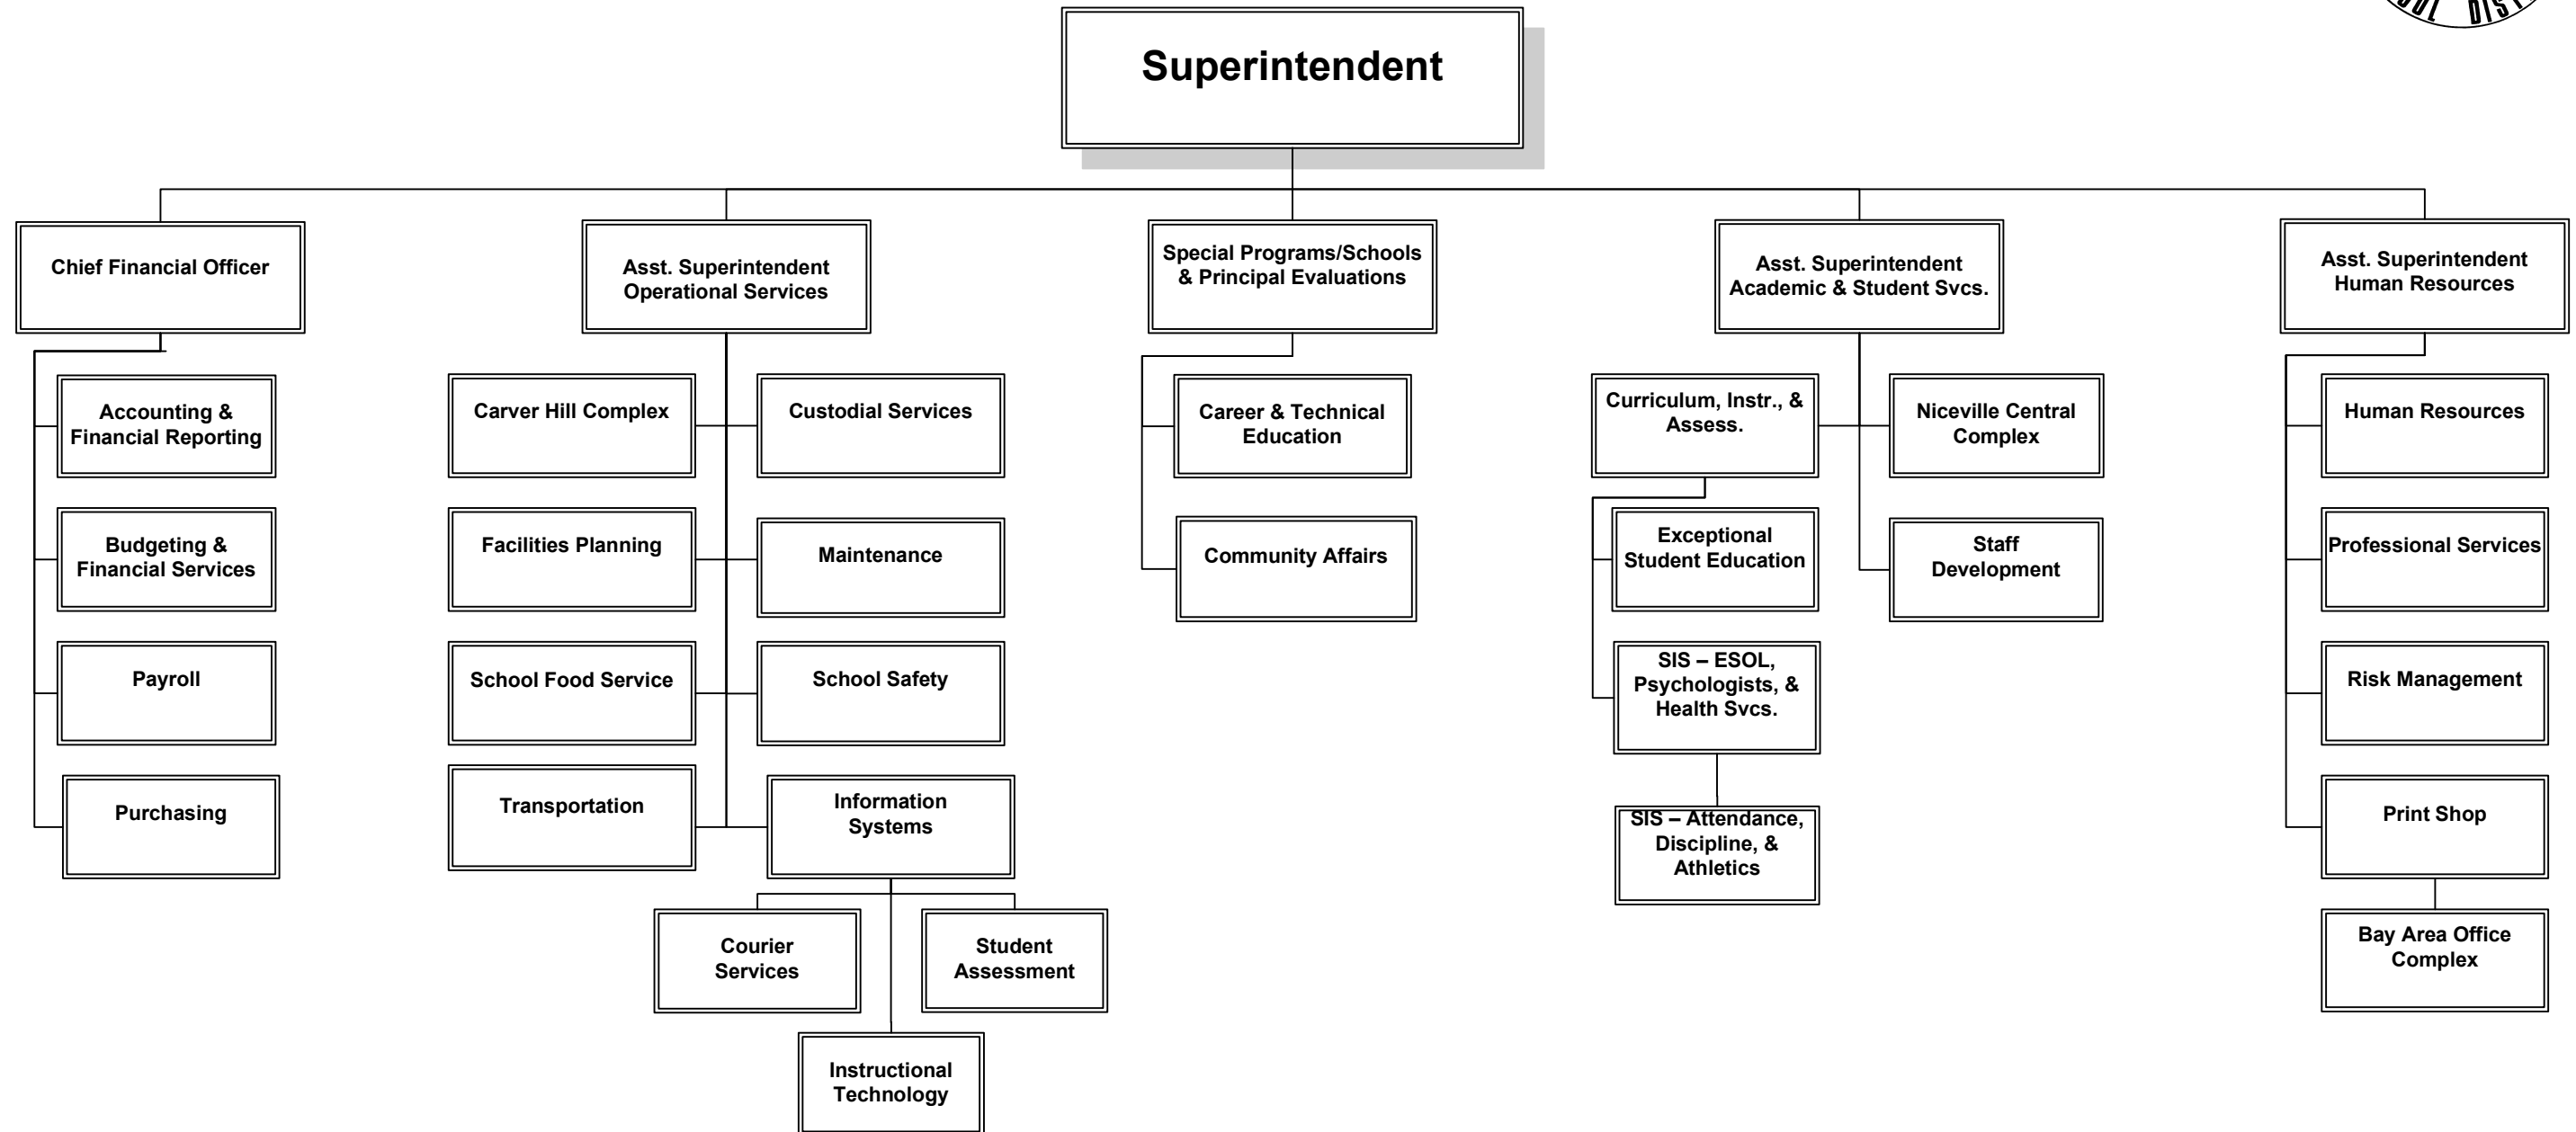 Superintendent
Chief Financial Officer
Asst. Superintendent
Operational Services
Special Programs/Schools
& Principal Evaluations
Asst. Superintendent
Academic & Student Svcs.
Asst. Superintendent
Human Resources
Accounting &
Financial Reporting
Budgeting &
Financial Services
Payroll
Purchasing
Carver Hill Complex
Custodial Services
Facilities Planning
Maintenance
School Food Service
School Safety
Transportation
Information
Systems
Courier
Services
Student
Assessment
Instructional
Technology
Career & Technical
Education
Community Affairs
Curriculum, Instr., &
Assess.
Niceville Central
Complex
Exceptional
Student Education
Staff
Development
SIS – ESOL,
Psychologists, &
Health Svcs.
SIS – Attendance,
Discipline, &
Athletics
Human Resources
Professional Services
Risk Management
Print Shop
Bay Area Office
Complex